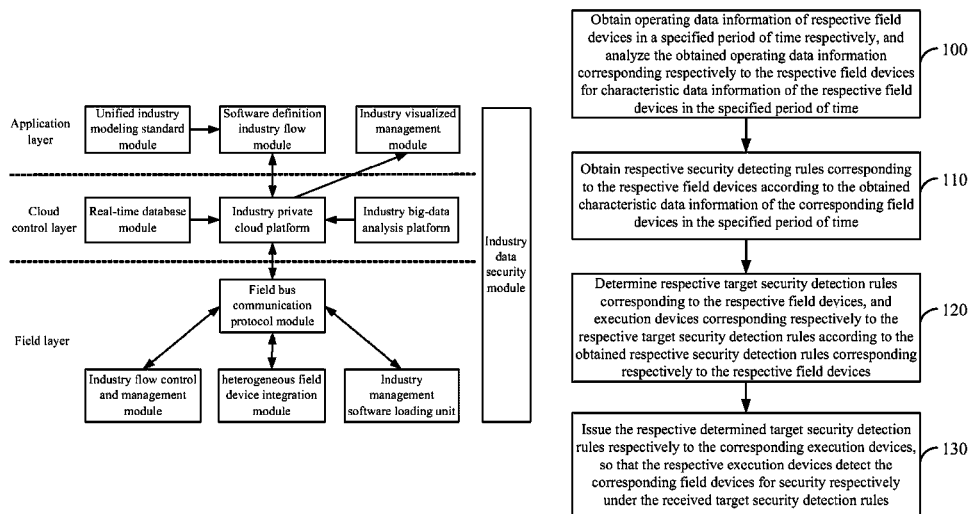 Application
layer
Unified industry
modeling standard
module
Software definition
industry flow
module
Industry visualized
management
module
Cloud
control layer
Real-time database
module
Industry private
cloud platform
Industry big-data
analysis platform
Field layer
Field bus
communication
protocol module
Industry flow control
and management
module
heterogeneous field
device integration
module
Industry
management
software loading unit
Industry
data
security
module
Obtain operating data information of respective field
devices in a specified period of time respectively, and
analyze the obtained operating data information
corresponding respectively to the respective field devices
for characteristic data information of the respective field
devices in the specified period of time
100
Obtain respective security detecting rules corresponding
to the respective field devices according to the obtained
characteristic data information of the corresponding field
devices in the specified period of time
110
Determine respective target security detection rules
corresponding to the respective field devices, and
execution devices corresponding respectively to the
respective target security detection rules according to the
obtained respective security detection rules corresponding
respectively to the respective field devices
120
Issue the respective determined target security detection
rules respectively to the corresponding execution devices,
so that the respective execution devices detect the
corresponding field devices for security respectively
under the received target security detection rules
130